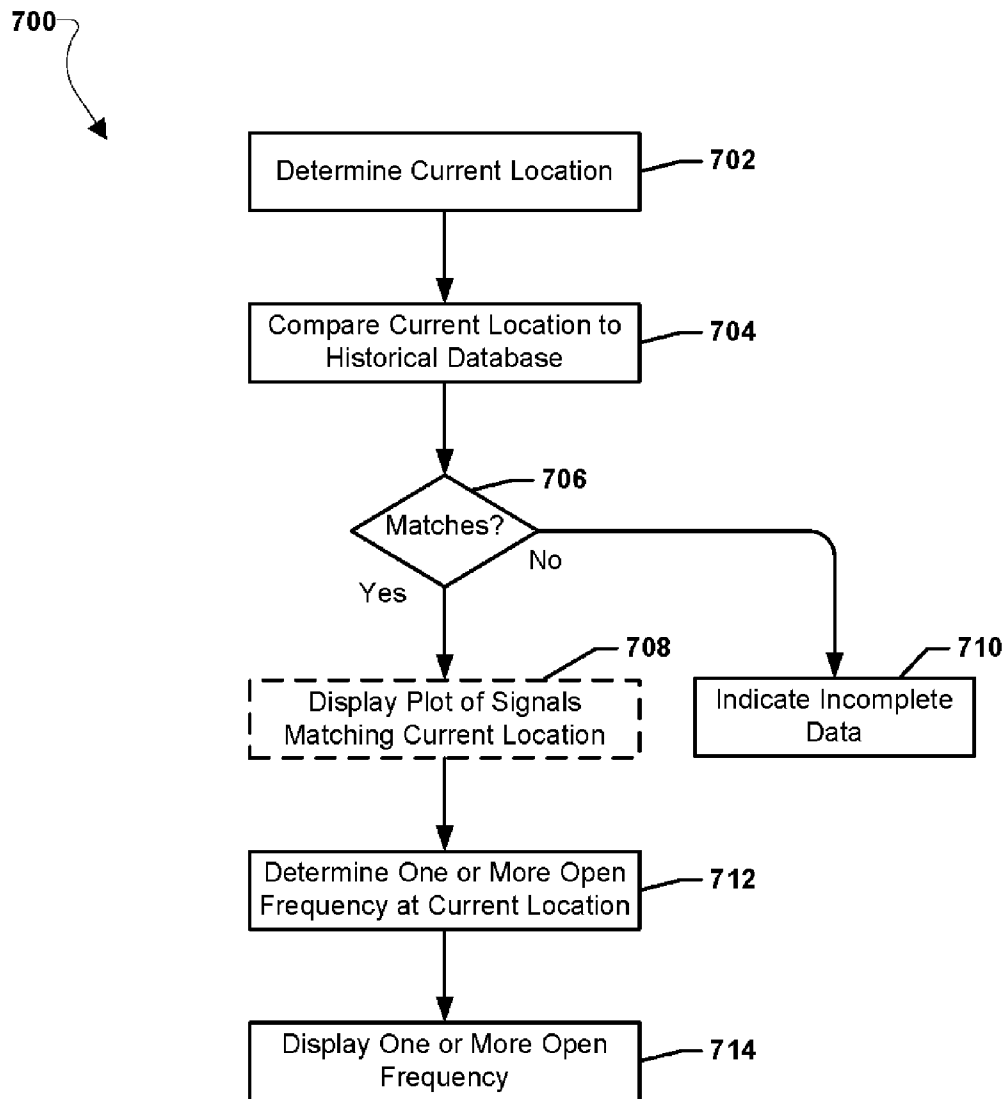 700
Determine Current Location
702
Compare Current Location to
Historical Database
704
706
Matches?
No
Yes
708
Display Plot of Signals
Matching Current Location
710
Indicate Incomplete
Data
Determine One or More Open
Frequency at Current Location
712
Display One or More Open
Frequency
714